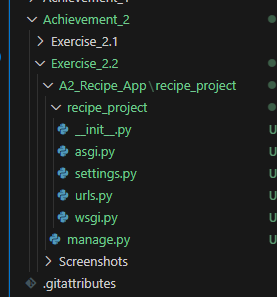 Achievement_2
Exercise_2.1
Exercise_2.2
A2_Recipe_App\recipe_project
recipe_project
__init__.py U
asgi.py U
settings.py U
urls.py U
wsgi.py U
manage.py U
Screenshots
.gitattributes